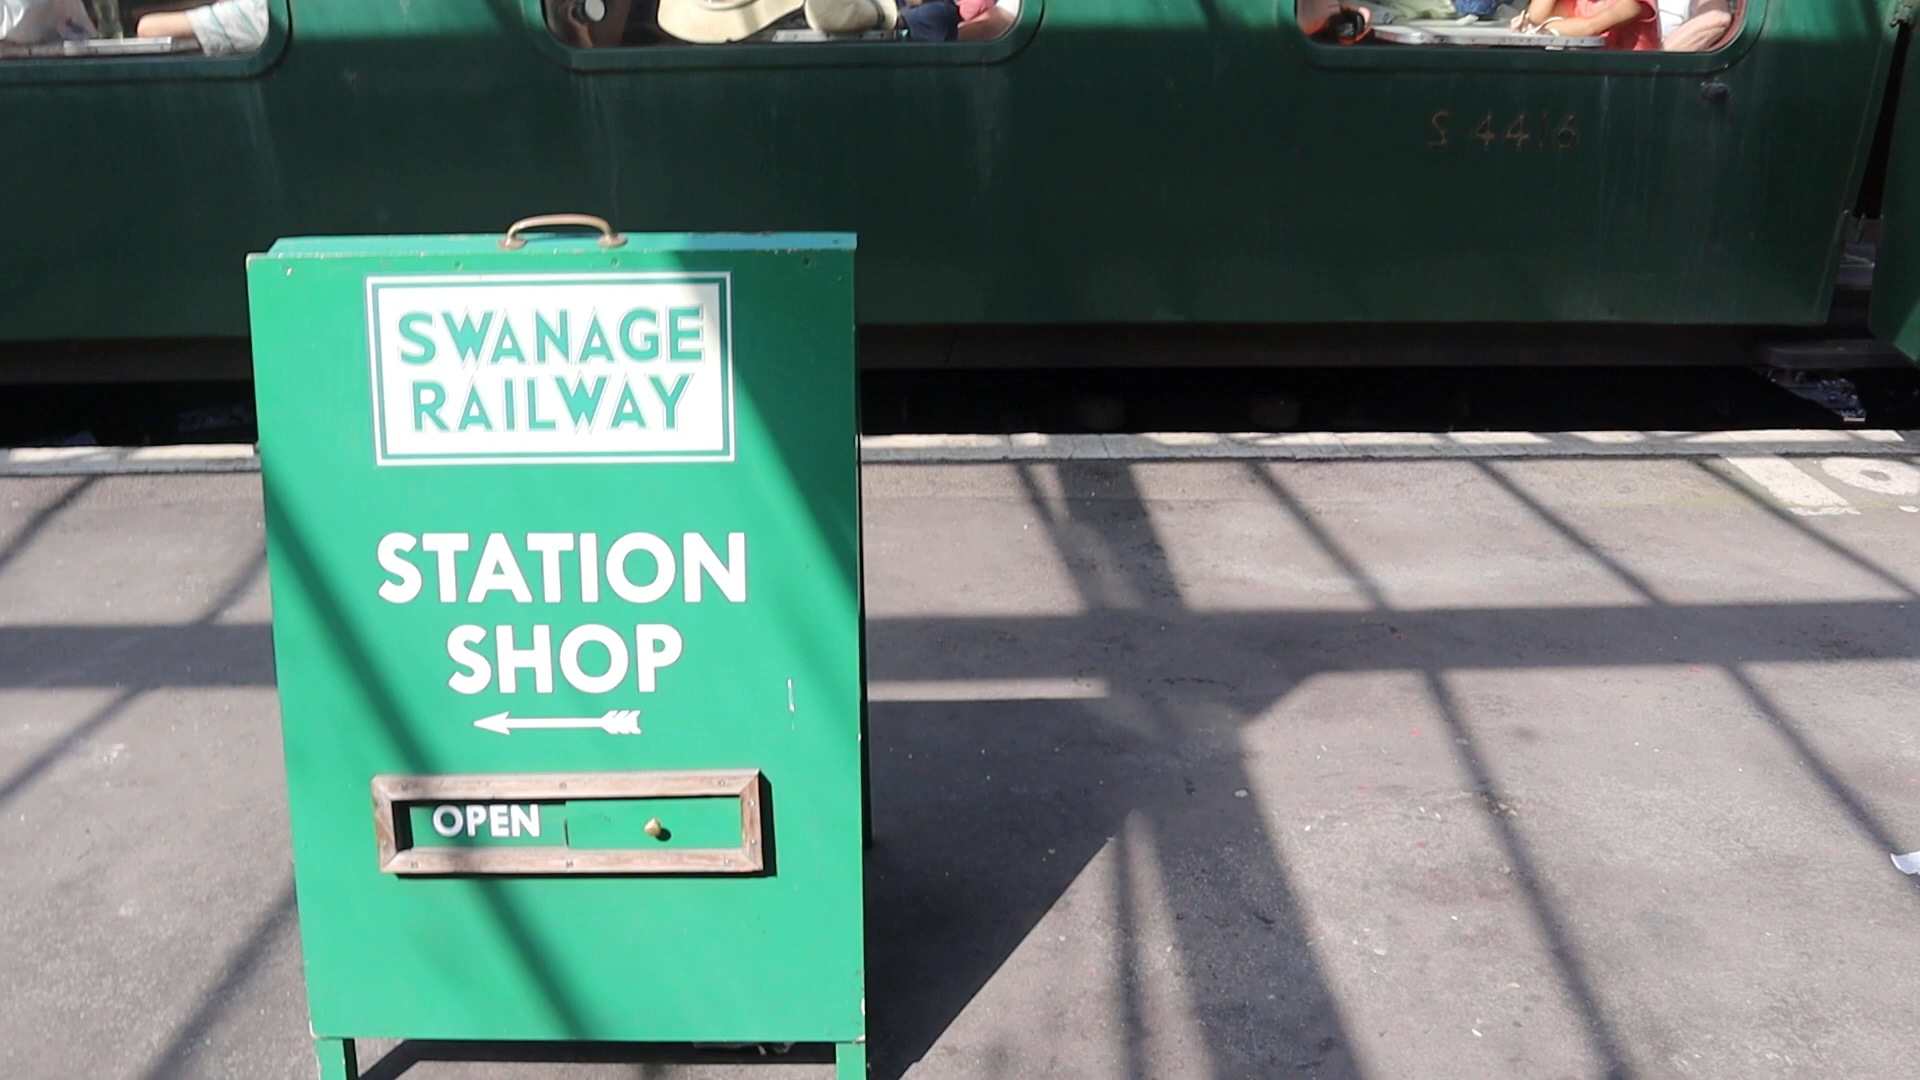 S 4416
SWANAGE
RAILWAY
STATION
SHOP
OPEN